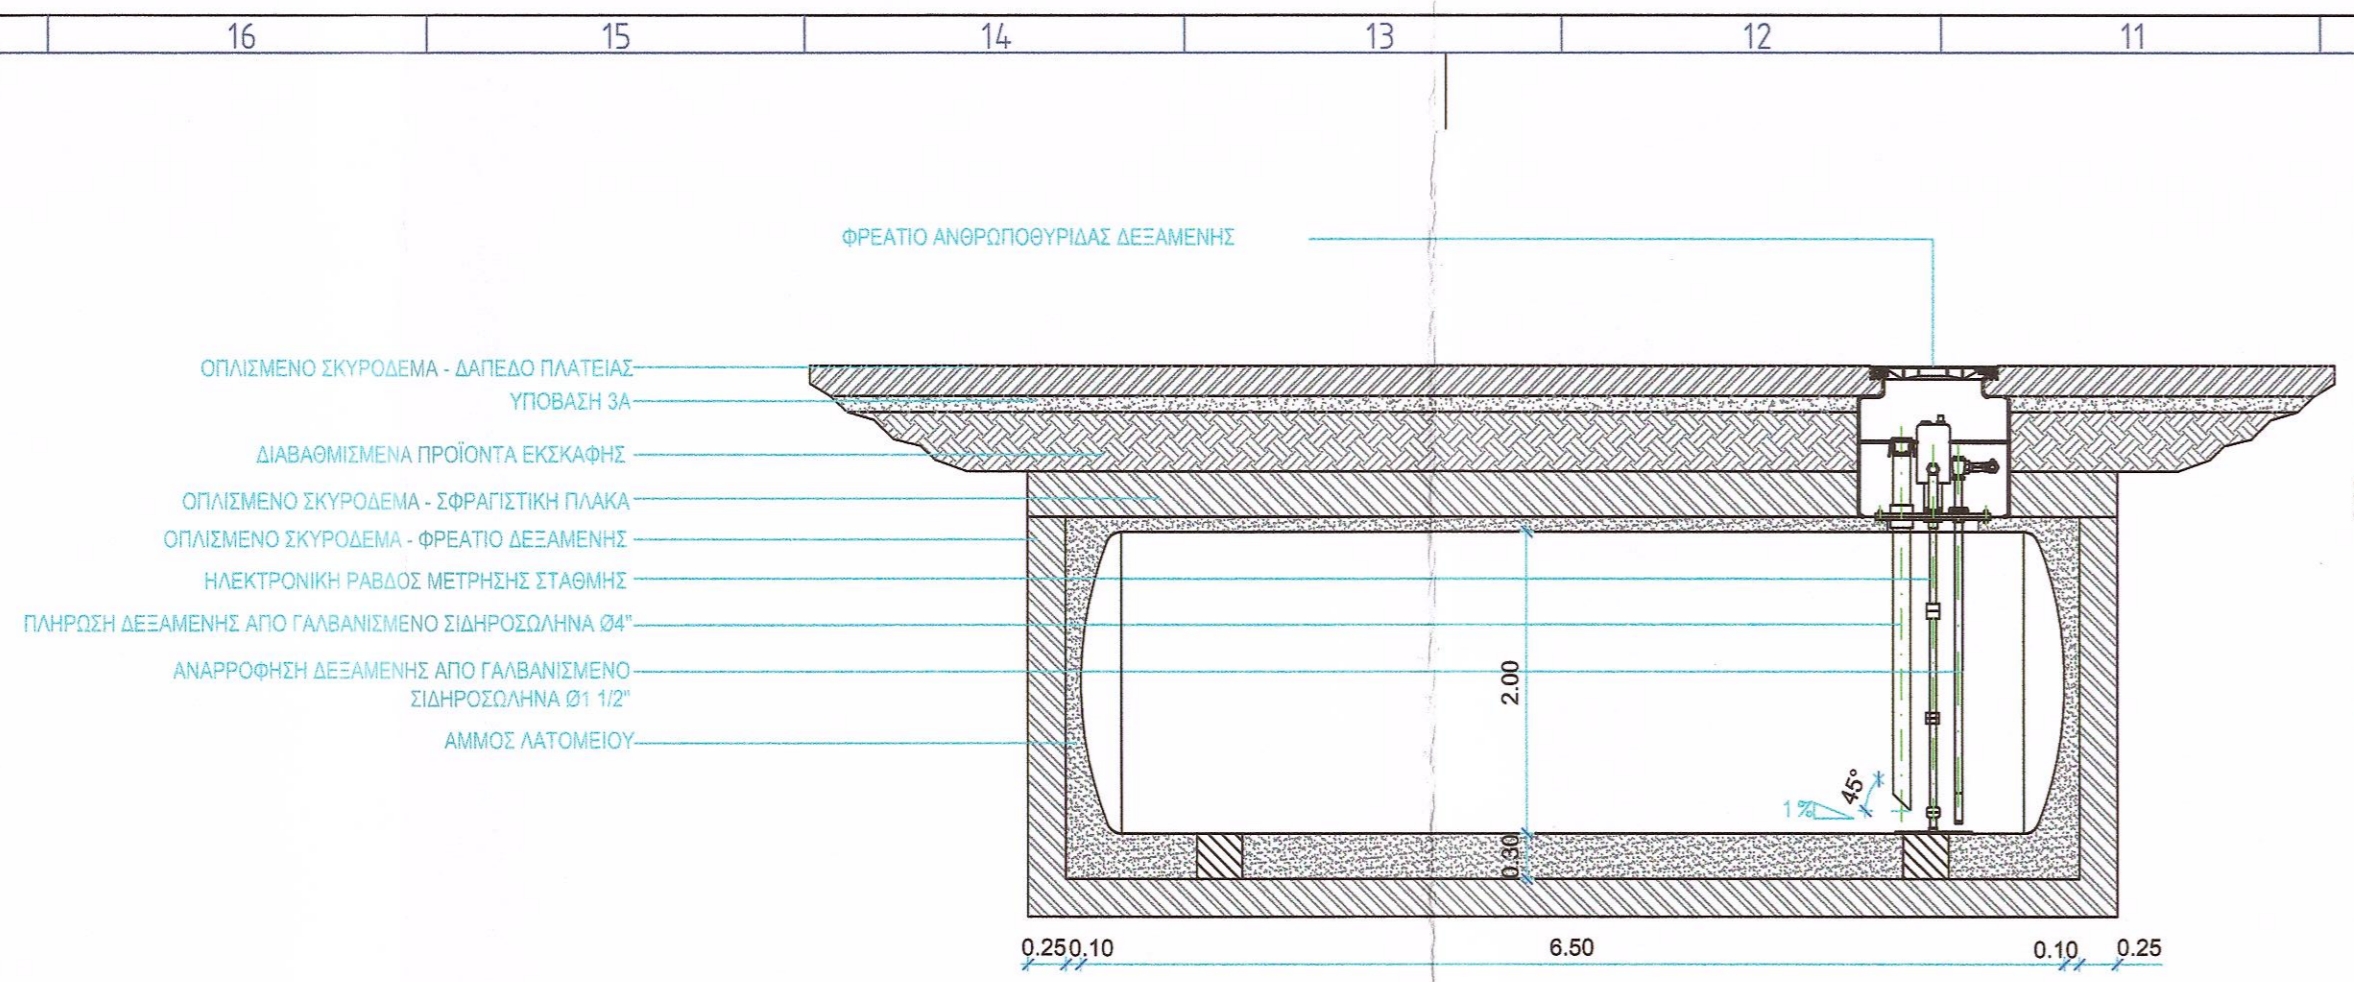 16 15 14 13 12 11
ΦΡΕΑΤΙΟ ΑΝΘΡΩΠΟΘΥΡΙΔΑΣ ΔΕΞΑΜΕΝΗΣ
ΟΠΛΙΣΜΕΝΟ ΣΚΥΡΟΔΕΜΑ - ΔΑΠΕΔΟ ΠΛΑΤΕΙΑΣ
ΥΠΟΒΑΣΗ 3Α
ΔΙΑΒΑΘΜΙΣΜΕΝΑ ΠΡΟΪΟΝΤΑ ΕΚΣΚΑΦΗΣ
ΟΠΛΙΣΜΕΝΟ ΣΚΥΡΟΔΕΜΑ - ΣΦΡΑΓΙΣΤΙΚΗ ΠΛΑΚΑ
ΟΠΛΙΣΜΕΝΟ ΣΚΥΡΟΔΕΜΑ - ΦΡΕΑΤΙΟ ΔΕΞΑΜΕΝΗΣ
ΗΛΕΚΤΡΟΝΙΚΗ ΡΑΒΔΟΣ ΜΕΤΡΗΣΗΣ ΣΤΑΘΜΗΣ
ΠΛΗΡΩΣΗ ΔΕΞΑΜΕΝΗΣ ΑΠΟ ΓΑΛΒΑΝΙΣΜΕΝΟ ΣΙΔΗΡΟΣΩΛΗΝΑ Ø4"
ΑΝΑΡΡΟΦΗΣΗ ΔΕΞΑΜΕΝΗΣ ΑΠΟ ΓΑΛΒΑΝΙΣΜΕΝΟ
ΣΙΔΗΡΟΣΩΛΗΝΑ Ø1 1/2"
ΑΜΜΟΣ ΛΑΤΟΜΕΙΟΥ
2.00
45°
1%
0.30
0.25 0.10 6.50 0.10 0.25